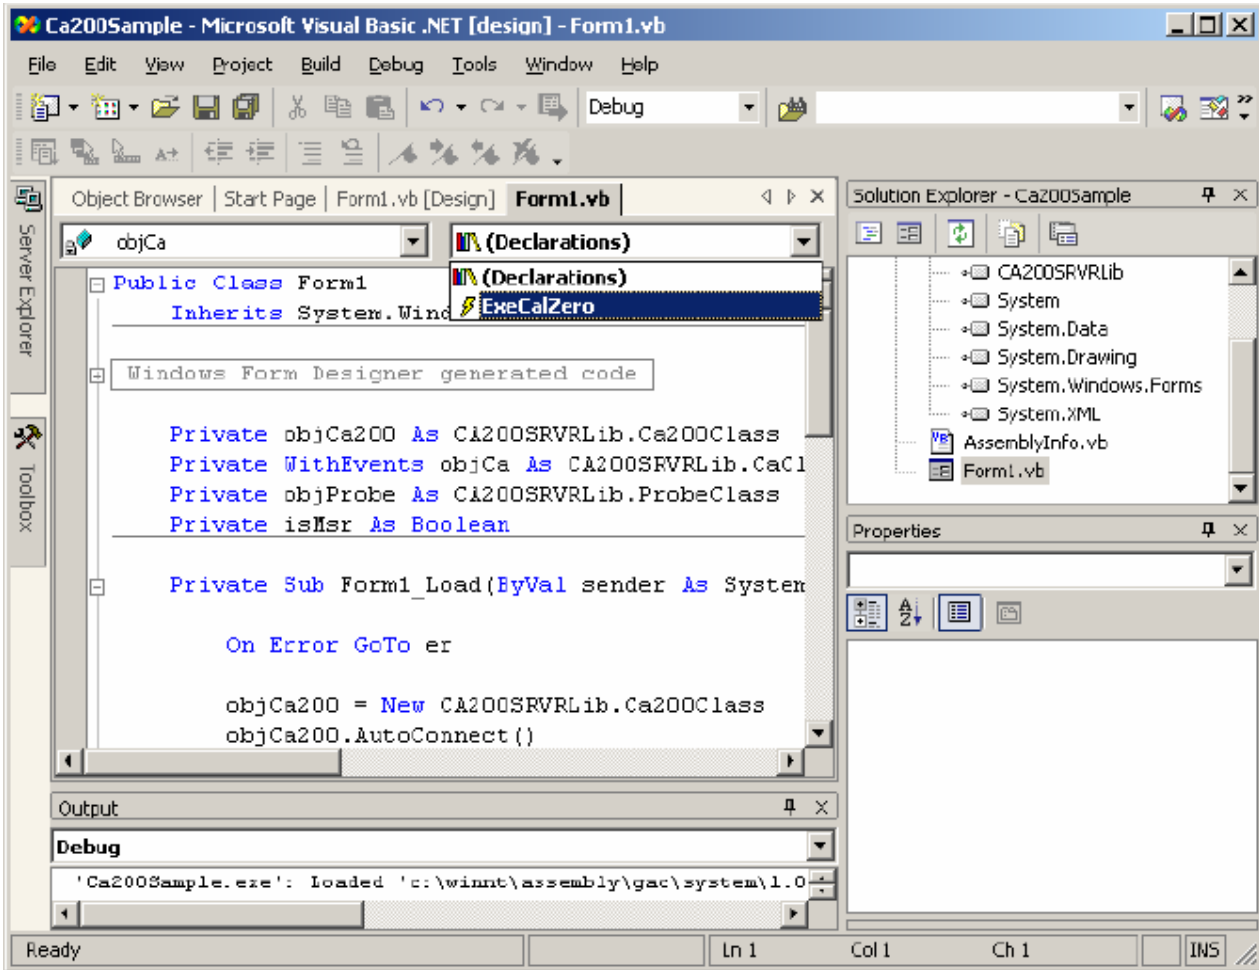 Ca200Sample - Microsoft Visual Basic .NET [design] - Form1.vb
File Edit View Project Build Debug Tools Window Help
Debug
Server Explorer
Toolbox
Object Browser Start Page Form1.vb [Design] Form1.vb
objCa (Declarations)
(Declarations)
ExeCalZero
Public Class Form1
Inherits System.Wind
Windows Form Designer generated code
Private objCa200 As CA200SRVRLib.Ca200Class
Private WithEvents objCa As CA200SRVRLib.CaCl
Private objProbe As CA200SRVRLib.ProbeClass
Private isMsr As Boolean
Private Sub Form1_Load(ByVal sender As System
On Error GoTo er
objCa200 = New CA200SRVRLib.Ca200Class
objCa200.AutoConnect()
Output
Debug
'Ca200Sample.exe': Loaded 'c:\winnt\assembly\gac\system\1.0
Solution Explorer - Ca200Sample
CA200SRVRLib
System
System.Data
System.Drawing
System.Windows.Forms
System.XML
AssemblyInfo.vb
Form1.vb
Properties
Ready Ln 1 Col 1 Ch 1 INS